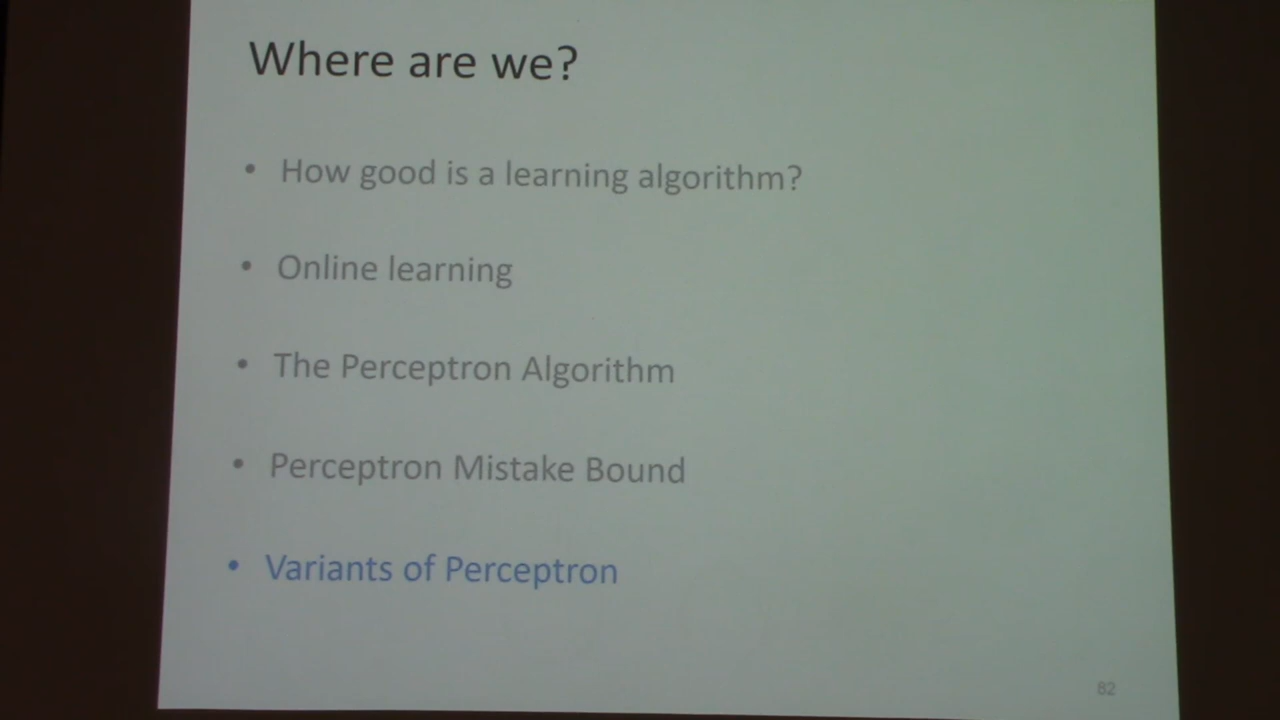 Where are we?
• How good is a learning algorithm?
• Online learning
• The Perceptron Algorithm
• Perceptron Mistake Bound
• Variants of Perceptron
82